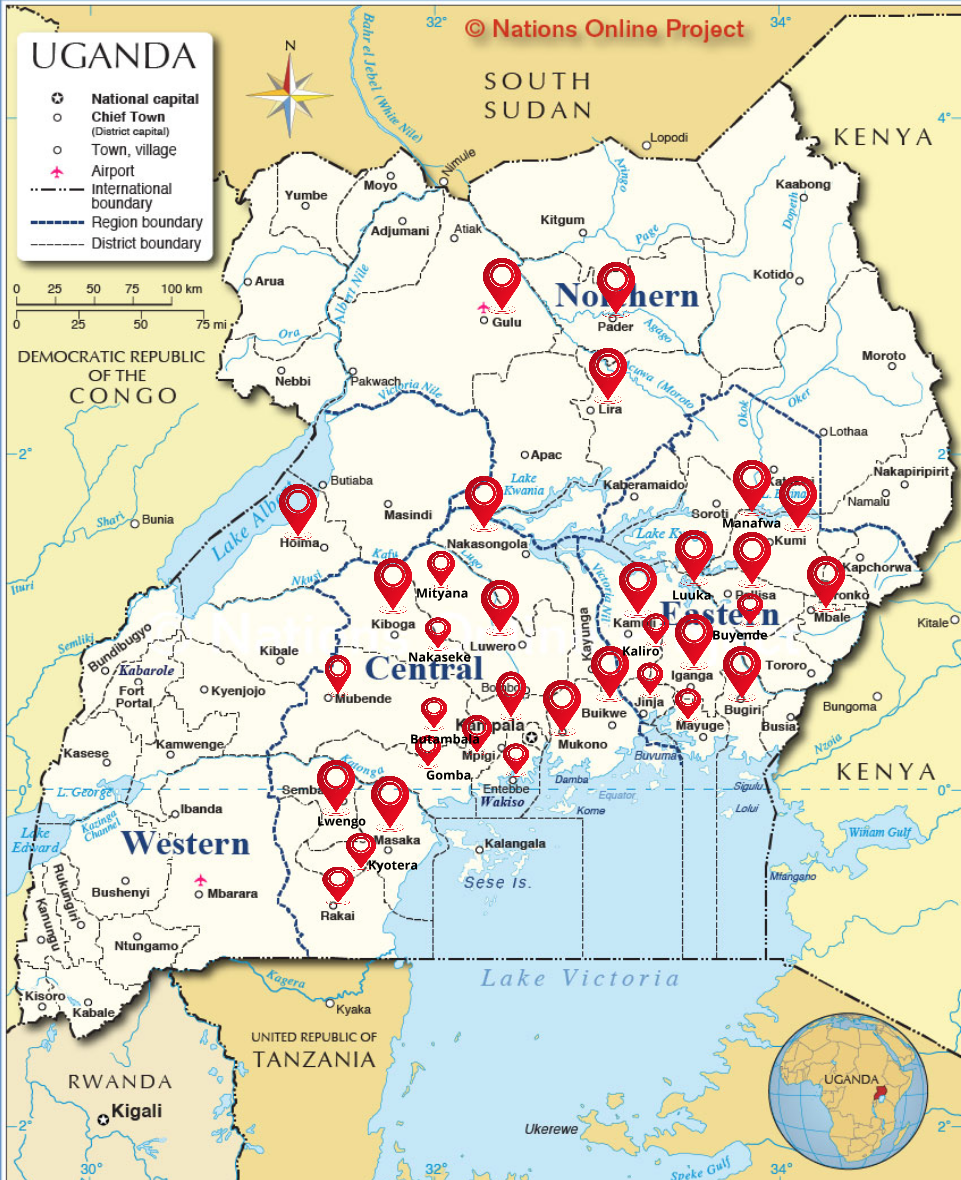 © Nations Online Project
32°
34°
UGANDA
National capital
Chief Town
(District capital)
Town, village
Airport
International
boundary
Region boundary
District boundary
0 25 50 75 100 km
0 25 50 75 mi
N
SOUTH
SUDAN
KENYA
4°
4°
Bahr el Jebel (White Nile)
Nimule
Lopodi
Moyo
Yumbe
Adjumani
Atiak
Kitgum
Aringo
Page
Kaabong
Dopeth
Kotido
Arua
Albert Nile
Ora
Gulu
Northern
Pader
Agago
Moroto
DEMOCRATIC REPUBLIC
OF THE
CONGO
Nebbi
Pakwach
Victoria Nile
(Moroto)
Lira
Okok
Oker
Lothaa
2°
Apac
Lake
Kwania
Kaberamaido
Nakapiripirit
Namalu
Butiaba
Masindi
Soroti
Manafwa
Shari
Bunia
Lake Albert
Hoima
Nakasongola
Kafu
Lugo
Kumi
Kapchorwa
Ituri
Nkusi
Mityana
Victoria Nil
Luuka
Pallisa
Mbale
Kiboga
Kayunga
Eastern
Buyende
Kitale
Semliki
Bundibugyo
Kibale
Nakaseke
Luwero
Kaliro
Central
Kabarole
Fort
Portal
Kyenjojo
Mubende
Iganga
Tororo
Jinja
Bugiri
Bungoma
Kampala
Buikwe
Mayuge
Busia
Butambala
Mpigi
Mukono
Nzoia
Kasese
Kamwenge
Katonga
Gomba
Buvuma
KENYA
0°
L. George
Entebbe
Wakiso
Damba
Equator
Kome
Sigulu
Lolui
Ibanda
Kazinga
Channel
Lwengo
Lake
Edward
Western
Masaka
Kyotera
Kalangala
Winam Gulf
Sese Is.
Mfangano
Rukungiri
Kanungu
Bushenyi
Mbarara
Rakai
Ntungamo
Lake Victoria
Kagera
Kyaka
Kisoro
Kabale
UNITED REPUBLIC OF
TANZANIA
RWANDA
Kigali
UGANDA
2°
2°
Ukerewe
30°
32°
34°
Speke Gulf